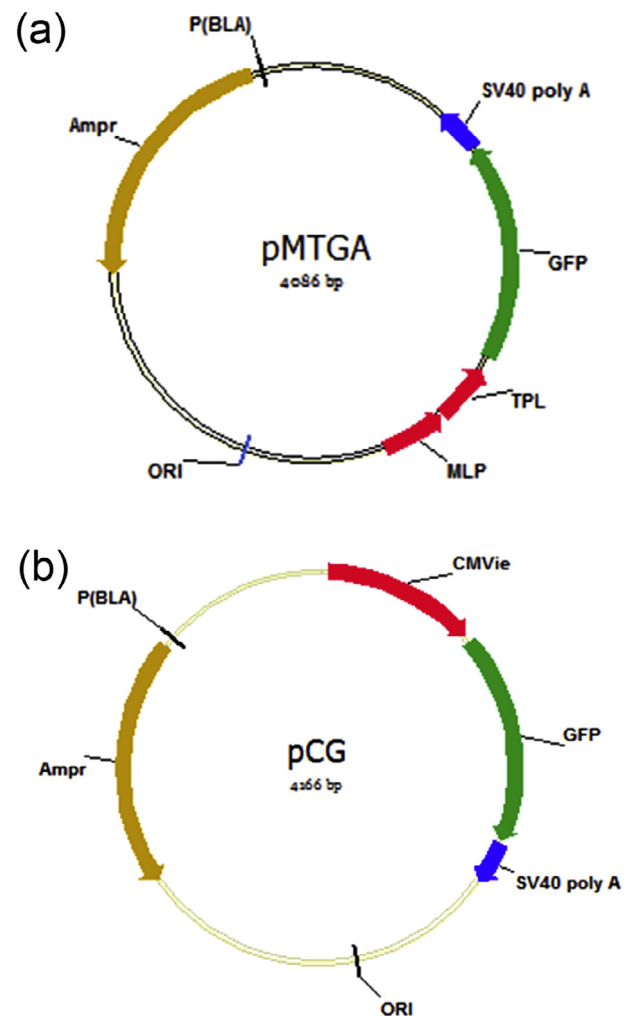 (a)
P(BLA)
SV40 poly A
Ampr
pMTGA
4086 bp
GFP
TPL
ORI
MLP
(b)
CMVie
P(BLA)
GFP
pCG
4166 bp
Ampr
SV40 poly A
ORI